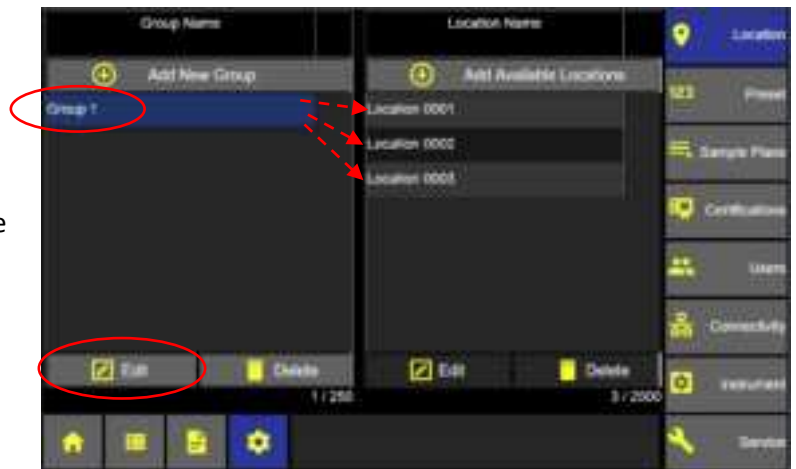 Group Name
Location Name
Location
Add New Group
Add Available Locations
123 Preset
Group 1
Location 0001
Location 0002
Sample Plans
Location 0003
Certifications
e
Users
Connectivity
Edit
Delete
Edit
Delete
Instrument
1 / 250
3 / 2000
Service